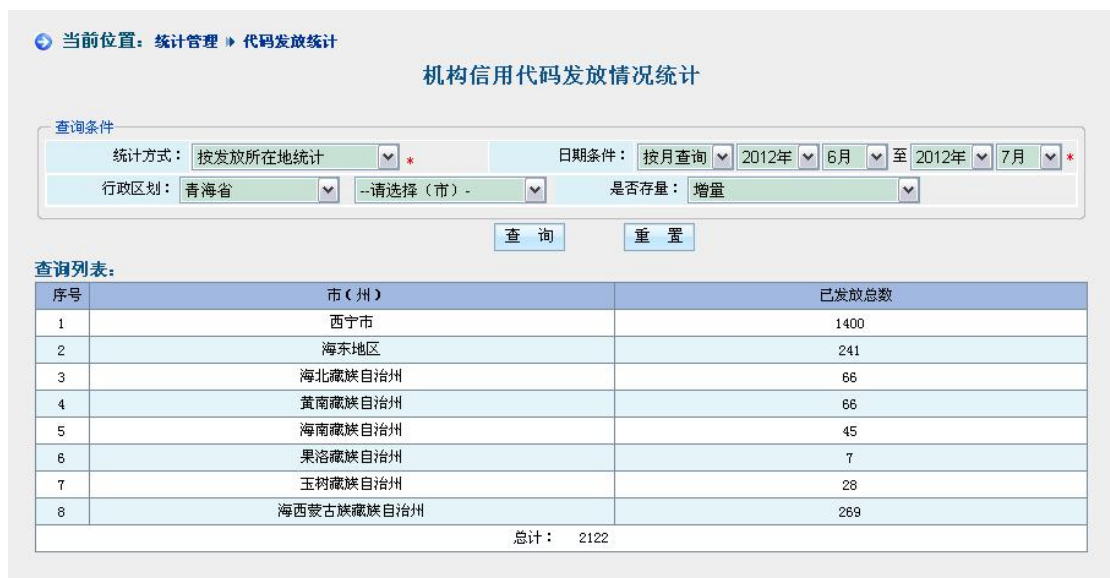 当前位置：统计管理 代码发放统计
机构信用代码发放情况统计
查询条件
统计方式： 按发放所在地统计 * 日期条件： 按月查询 2012年 6月 至 2012年 7月 *
行政区划： 青海省 --请选择（市）- 是否存量： 增量
查 询 重 置
查询列表：
序号 市（州） 已发放总数
1 西宁市 1400
2 海东地区 241
3 海北藏族自治州 66
4 黄南藏族自治州 66
5 海南藏族自治州 45
6 果洛藏族自治州 7
7 玉树藏族自治州 28
8 海西蒙古族藏族自治州 269
总计： 2122